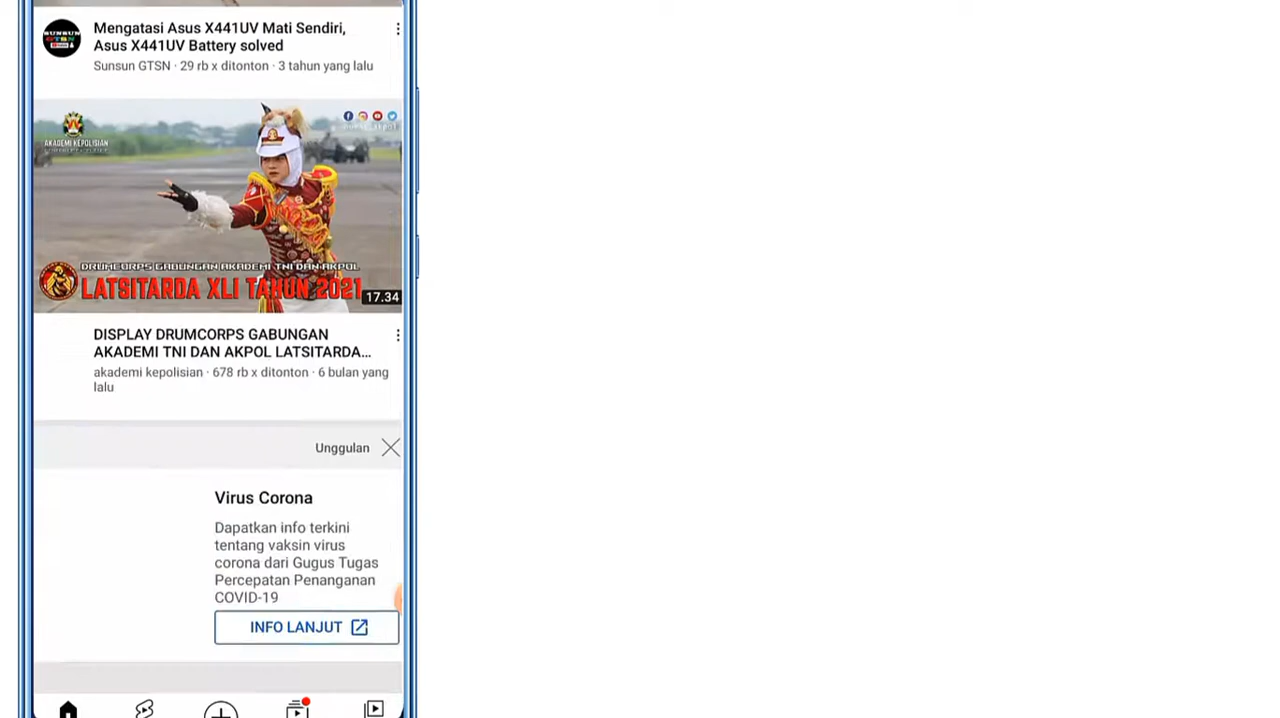 Mengatasi Asus X441UV Mati Sendiri,
Asus X441UV Battery solved
Sunsun GTSN · 29 rb x ditonton · 3 tahun yang lalu
SUNSUN
GTSN
AKADEMI KEPOLISIAN
DRUMCORPS GABUNGAN AKADEMI TNI DAN AKPOL
LATSITARDA XLI TAHUN 2021
17.34
DISPLAY DRUMCORPS GABUNGAN
AKADEMI TNI DAN AKPOL LATSITARDA...
akademi kepolisian · 678 rb x ditonton · 6 bulan yang
lalu
Unggulan
Virus Corona
Dapatkan info terkini
tentang vaksin virus
corona dari Gugus Tugas
Percepatan Penanganan
COVID-19
INFO LANJUT